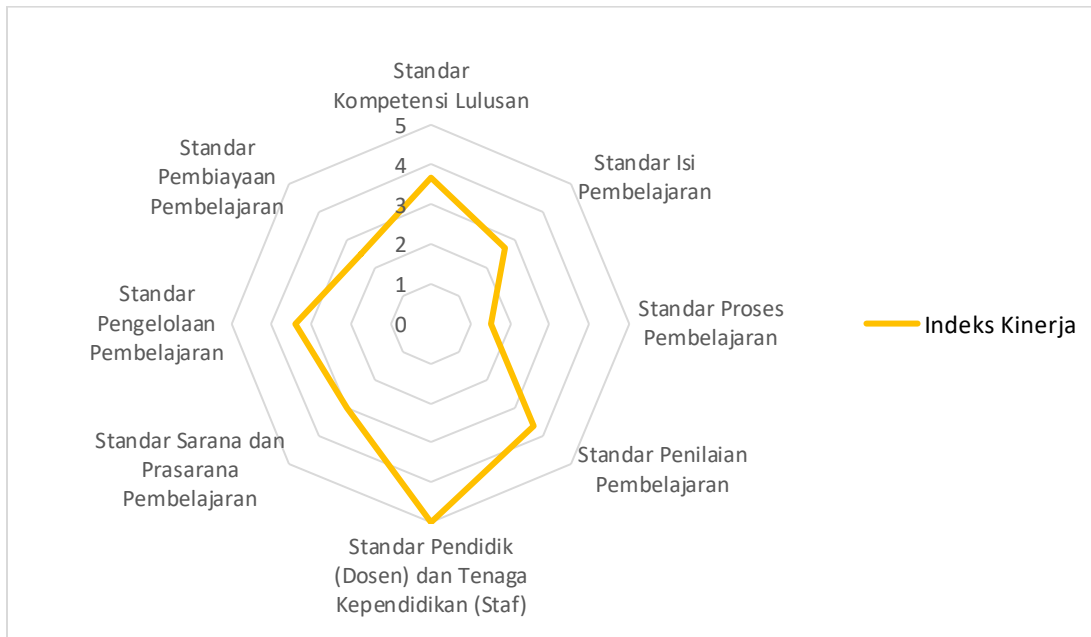 Standar
Kompetensi Lulusan
Standar Isi
Pembelajaran
Standar Proses
Pembelajaran
Standar Penilaian
Pembelajaran
Standar Pendidik
(Dosen) dan Tenaga
Kependidikan (Staf)
Standar Sarana dan
Prasarana
Pembelajaran
Standar
Pengelolaan
Pembelajaran
Standar
Pembiayaan
Pembelajaran
5
4
3
2
1
0
Indeks Kinerja